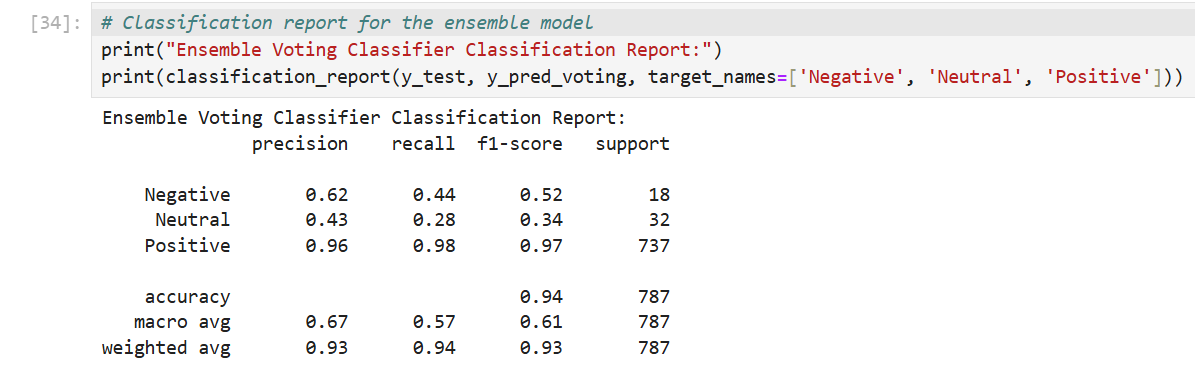 [34]: # Classification report for the ensemble model
print("Ensemble Voting Classifier Classification Report:")
print(classification_report(y_test, y_pred_voting, target_names=['Negative', 'Neutral', 'Positive']))
Ensemble Voting Classifier Classification Report:
precision recall f1-score support
Negative 0.62 0.44 0.52 18
Neutral 0.43 0.28 0.34 32
Positive 0.96 0.98 0.97 737
accuracy 0.94 787
macro avg 0.67 0.57 0.61 787
weighted avg 0.93 0.94 0.93 787